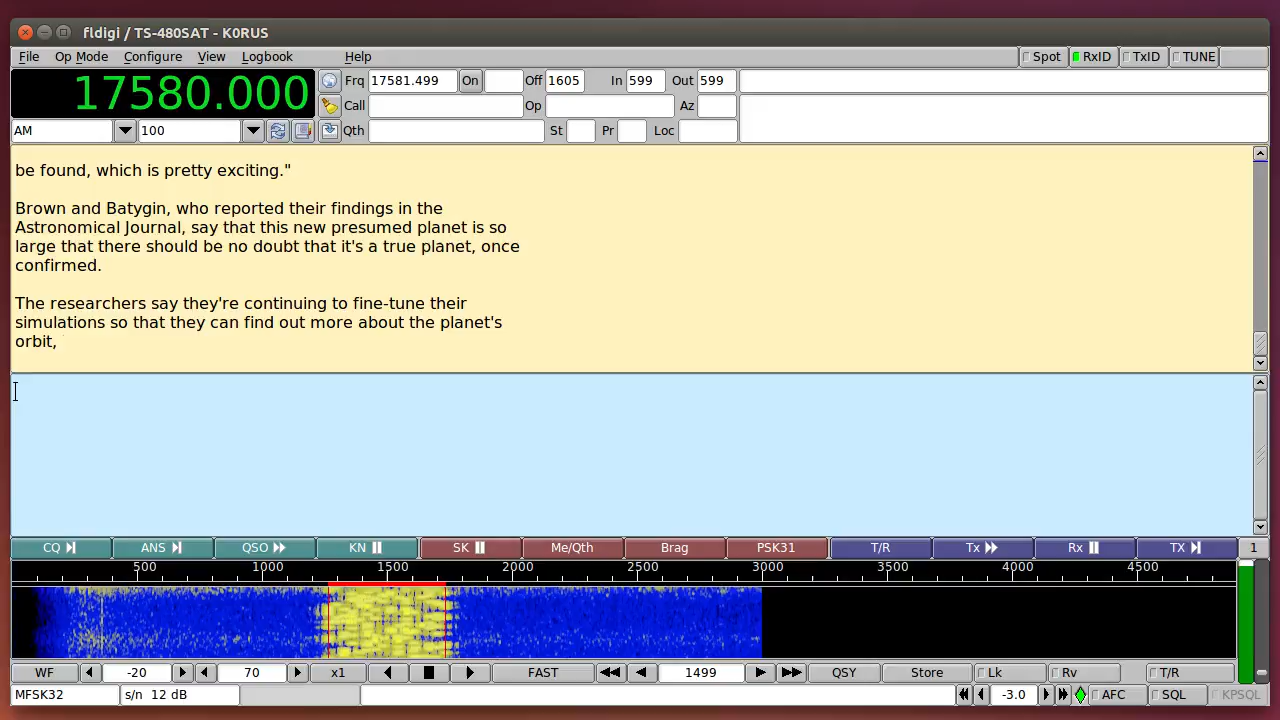 fldigi / TS-480SAT - K0RUS
File Op Mode Configure View Logbook Help Spot RxID TxID TUNE
17580.000
Frq 17581.499 On Off 1605 In 599 Out 599
Call Op Az
AM 100 Qth St Pr Loc
be found, which is pretty exciting."
Brown and Batygin, who reported their findings in the
Astronomical Journal, say that this new presumed planet is so
large that there should be no doubt that it's a true planet, once
confirmed.
The researchers say they're continuing to fine-tune their
simulations so that they can find out more about the planet's
orbit,
CQ ANS QSO KN SK Me/Qth Brag PSK31 T/R Tx Rx TX 1
500 1000 1500 2000 2500 3000 3500 4000 4500
WF -20 70 x1 FAST 1499 QSY Store Lk Rv T/R
MFSK32 s/n 12 dB -3.0 AFC SQL KPSQL